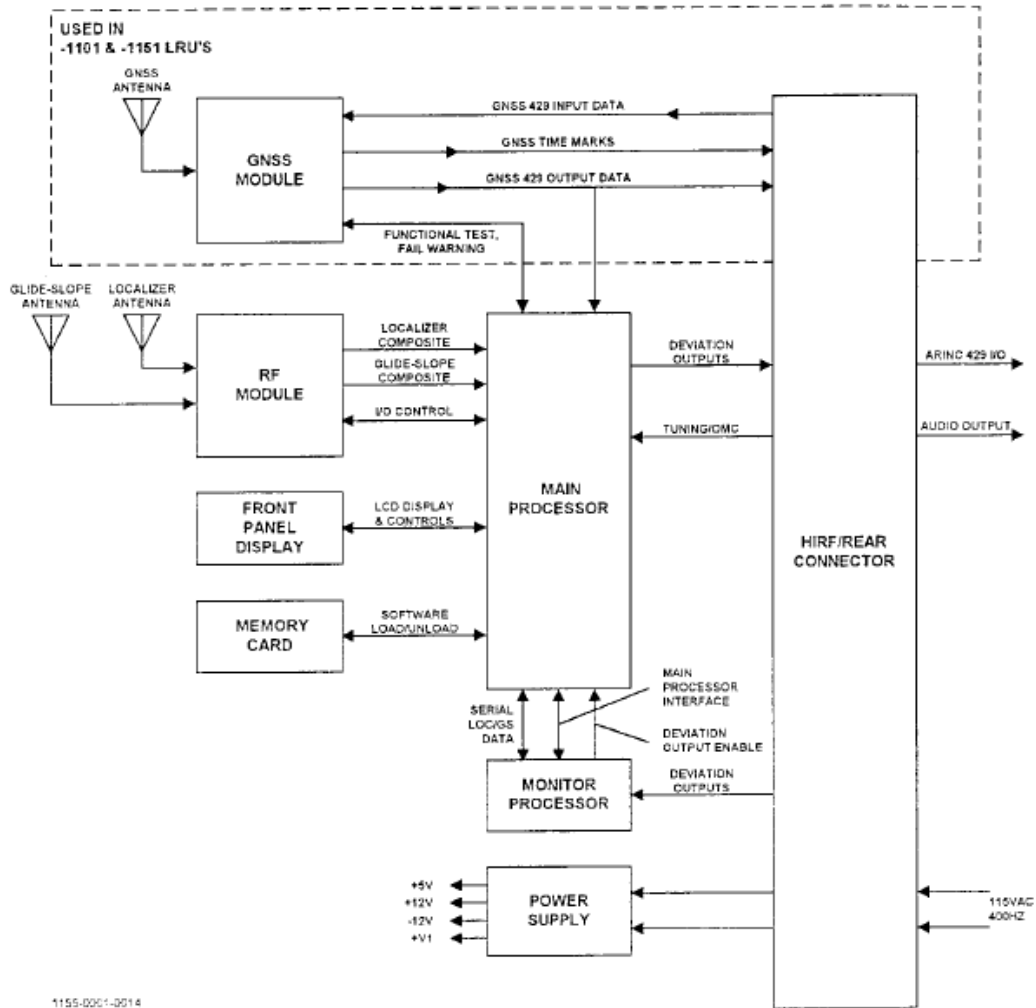 USED IN
-1101 & -1151 LRU'S
GNSS
ANTENNA
GNSS
MODULE
GNSS 429 INPUT DATA
GNSS TIME MARKS
GNSS 429 OUTPUT DATA
FUNCTIONAL TEST,
FAIL WARNING
GLIDE-SLOPE
ANTENNA
LOCALIZER
ANTENNA
RF
MODULE
LOCALIZER
COMPOSITE
GLIDE-SLOPE
COMPOSITE
I/O CONTROL
DEVIATION
OUTPUTS
TUNING/OMC
ARINC 429 I/O
AUDIO OUTPUT
MAIN
PROCESSOR
FRONT
PANEL
DISPLAY
LCD DISPLAY
& CONTROLS
HIRF/REAR
CONNECTOR
MEMORY
CARD
SOFTWARE
LOAD/UNLOAD
SERIAL
LOC/GS
DATA
MAIN
PROCESSOR
INTERFACE
DEVIATION
OUTPUT ENABLE
MONITOR
PROCESSOR
DEVIATION
OUTPUTS
+5V
+12V
-12V
+V1
POWER
SUPPLY
115VAC
400HZ
1155-0001-0014